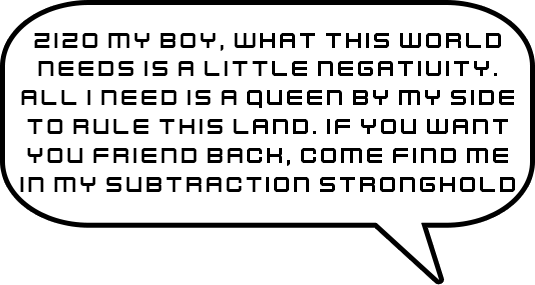 ZIZO MY BOY, WHAT THIS WORLD
NEEDS IS A LITTLE NEGATIVITY.
ALL I NEED IS A QUEEN BY MY SIDE
TO RULE THIS LAND. IF YOU WANT
YOU FRIEND BACK, COME FIND ME
IN MY SUBTRACTION STRONGHOLD